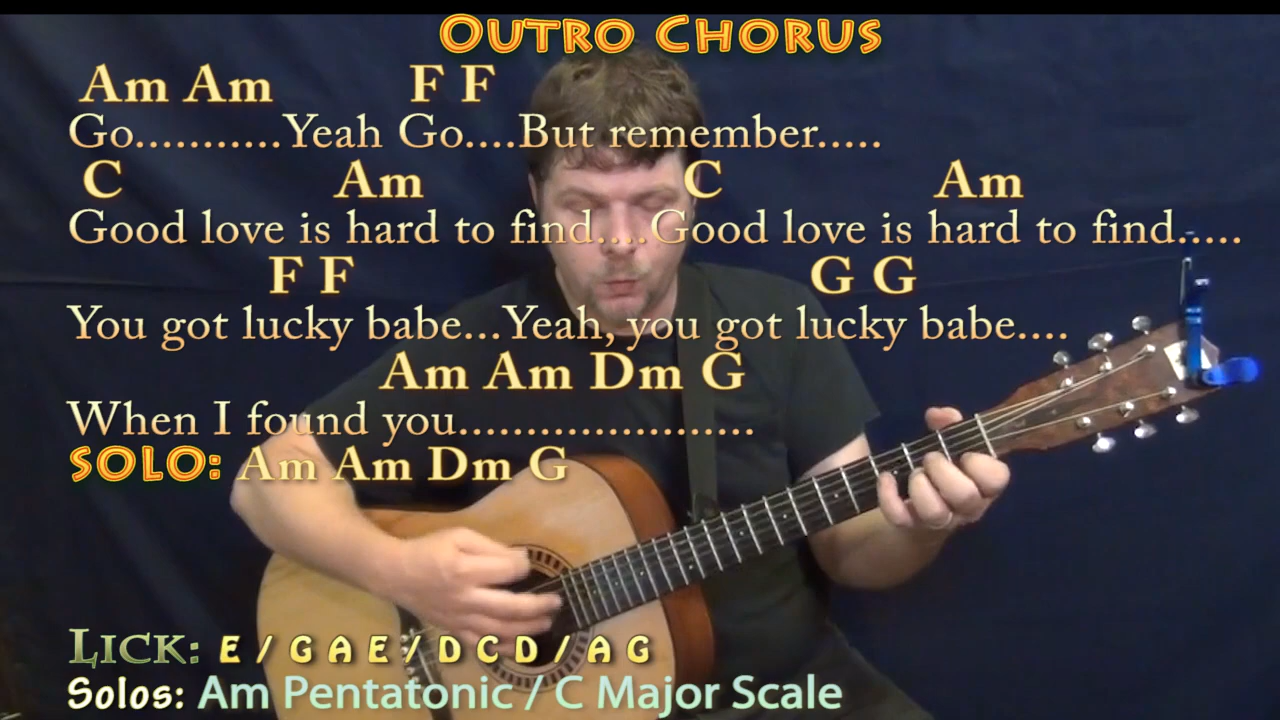 OUTRO CHORUS
Am Am F F
Go...........Yeah Go....But remember.....
C Am C Am
Good love is hard to find....Good love is hard to find.....
F F G G
You got lucky babe...Yeah, you got lucky babe....
Am Am Dm G
When I found you......................
SOLO: Am Am Dm G
LICK: E / G A E / D C D / A G
Solos: Am Pentatonic / C Major Scale